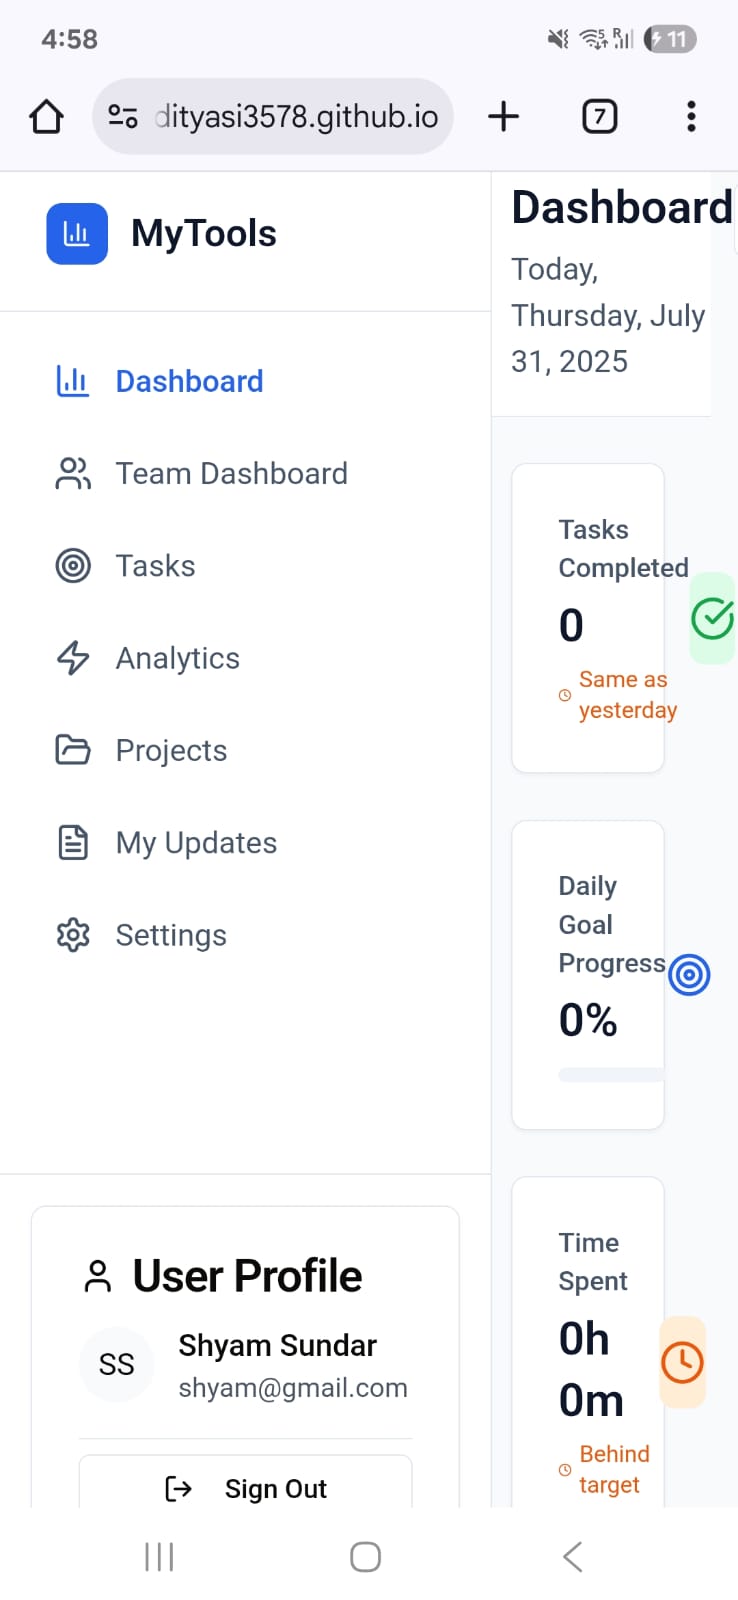 4:58
11
dityasi3578.github.io
7
MyTools
Dashboard
Team Dashboard
Tasks
Analytics
Projects
My Updates
Settings
User Profile
SS
Shyam Sundar
shyam@gmail.com
Sign Out
Dashboard
Today,
Thursday, July
31, 2025
Tasks
Completed
0
Same as
yesterday
Daily
Goal
Progress
0%
Time
Spent
0h
0m
Behind
target